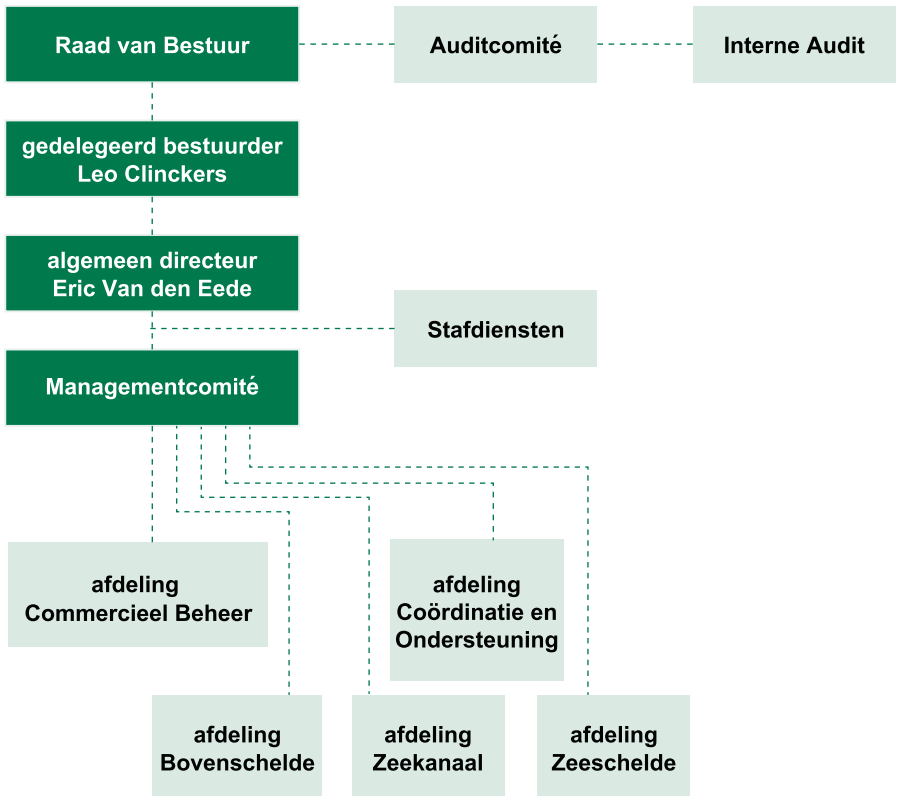 Raad van Bestuur
Auditcomité
Interne Audit
gedelegeerd bestuurder
Leo Clinckers
algemeen directeur
Eric Van den Eede
Stafdiensten
Managementcomité
afdeling
Commercieel Beheer
afdeling
Coördinatie en
Ondersteuning
afdeling
Bovenschelde
afdeling
Zeekanaal
afdeling
Zeeschelde